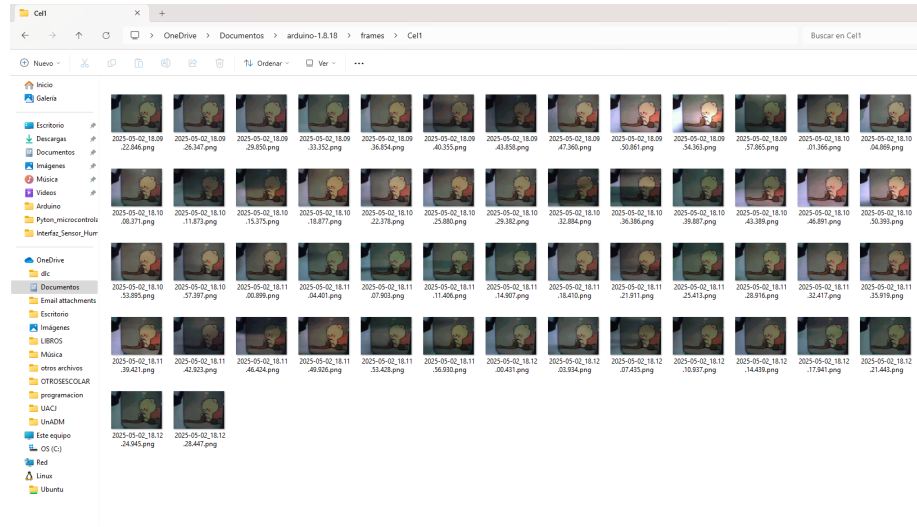 Cel1
OneDrive > Documentos > arduino-1.8.18 > frames > Cel1
Buscar en Cel1
Nuevo
Ordenar
Ver
Inicio
Galería
Escritorio
Descargas
Documentos
Imágenes
Música
Videos
Arduino
Pyton_microcontrola
Interfaz_Sensor_Hum
OneDrive
dlc
Documentos
Email attachments
Escritorio
Imágenes
LIBROS
Música
otros archivos
OTROSESCOLAR
programacion
UACJ
UnADM
Este equipo
OS (C:)
Red
Linux
Ubuntu
2025-05-02_18.09 2025-05-02_18.09 2025-05-02_18.09 2025-05-02_18.09 2025-05-02_18.09 2025-05-02_18.09 2025-05-02_18.09 2025-05-02_18.09 2025-05-02_18.09 2025-05-02_18.09 2025-05-02_18.09 2025-05-02_18.10 2025-05-02_18.10
.22.846.png .26.347.png .29.850.png .33.352.png .36.854.png .40.355.png .43.858.png .47.360.png .50.861.png .54.363.png .57.865.png .01.366.png .04.869.png
2025-05-02_18.10 2025-05-02_18.10 2025-05-02_18.10 2025-05-02_18.10 2025-05-02_18.10 2025-05-02_18.10 2025-05-02_18.10 2025-05-02_18.10 2025-05-02_18.10 2025-05-02_18.10 2025-05-02_18.10 2025-05-02_18.10 2025-05-02_18.10
.08.371.png .11.873.png .15.375.png .18.877.png .22.378.png .25.880.png .29.382.png .32.884.png .36.386.png .39.887.png .43.389.png .46.891.png .50.393.png
2025-05-02_18.10 2025-05-02_18.10 2025-05-02_18.11 2025-05-02_18.11 2025-05-02_18.11 2025-05-02_18.11 2025-05-02_18.11 2025-05-02_18.11 2025-05-02_18.11 2025-05-02_18.11 2025-05-02_18.11 2025-05-02_18.11 2025-05-02_18.11
.53.895.png .57.397.png .00.899.png .04.401.png .07.903.png .11.406.png .14.907.png .18.410.png .21.911.png .25.413.png .28.916.png .32.417.png .35.919.png
2025-05-02_18.11 2025-05-02_18.11 2025-05-02_18.11 2025-05-02_18.11 2025-05-02_18.11 2025-05-02_18.11 2025-05-02_18.12 2025-05-02_18.12 2025-05-02_18.12 2025-05-02_18.12 2025-05-02_18.12 2025-05-02_18.12 2025-05-02_18.12
.39.421.png .42.923.png .46.424.png .49.926.png .53.428.png .56.930.png .00.431.png .03.934.png .07.435.png .10.937.png .14.439.png .17.941.png .21.443.png
2025-05-02_18.12 2025-05-02_18.12
.24.945.png .28.447.png